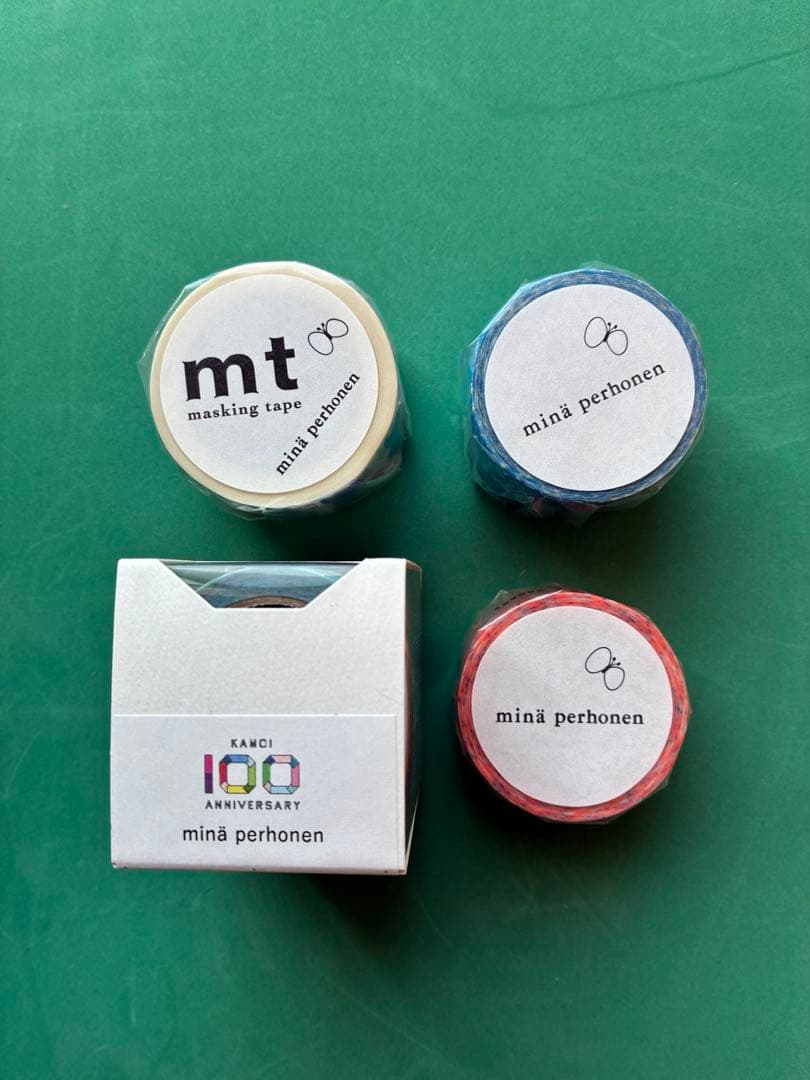 mt
masking tape
minä perhonen
minä perhonen
KAMOI
100
ANNIVERSARY
minä perhonen
minä perhonen